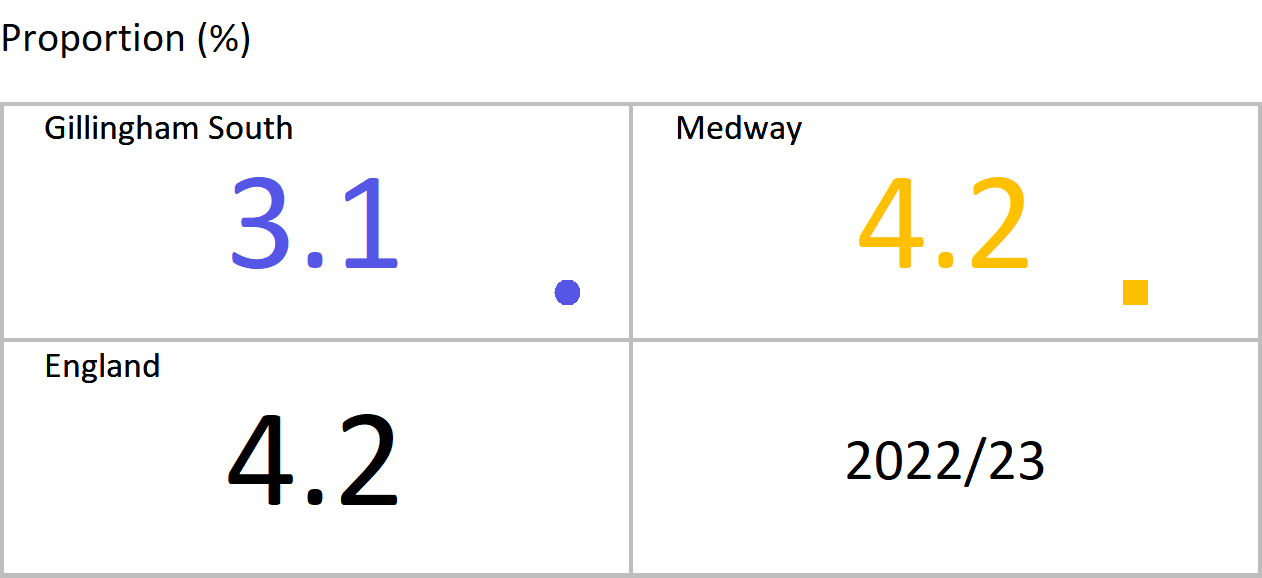 Proportion (%)
Gillingham South
3.1
Medway
4.2
England
4.2
2022/23